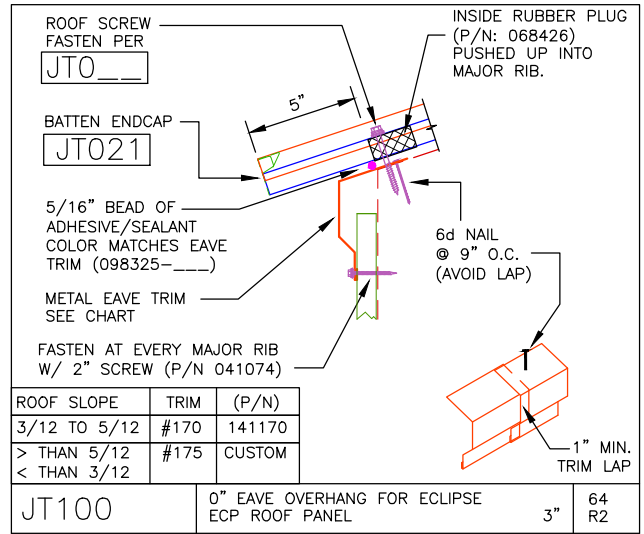 ROOF SCREW
FASTEN PER
JT0__
INSIDE RUBBER PLUG
(P/N: 068426)
PUSHED UP INTO
MAJOR RIB.
5"
BATTEN ENDCAP
JT021
5/16" BEAD OF
ADHESIVE/SEALANT
COLOR MATCHES EAVE
TRIM (098325-___)
6d NAIL
@ 9" O.C.
(AVOID LAP)
METAL EAVE TRIM
SEE CHART
FASTEN AT EVERY MAJOR RIB
W/ 2" SCREW (P/N 041074)
1" MIN.
TRIM LAP
ROOF SLOPE TRIM (P/N)
3/12 TO 5/12 #170 141170
> THAN 5/12 #175 CUSTOM
< THAN 3/12
JT100
0" EAVE OVERHANG FOR ECLIPSE
ECP ROOF PANEL 3"
64
R2